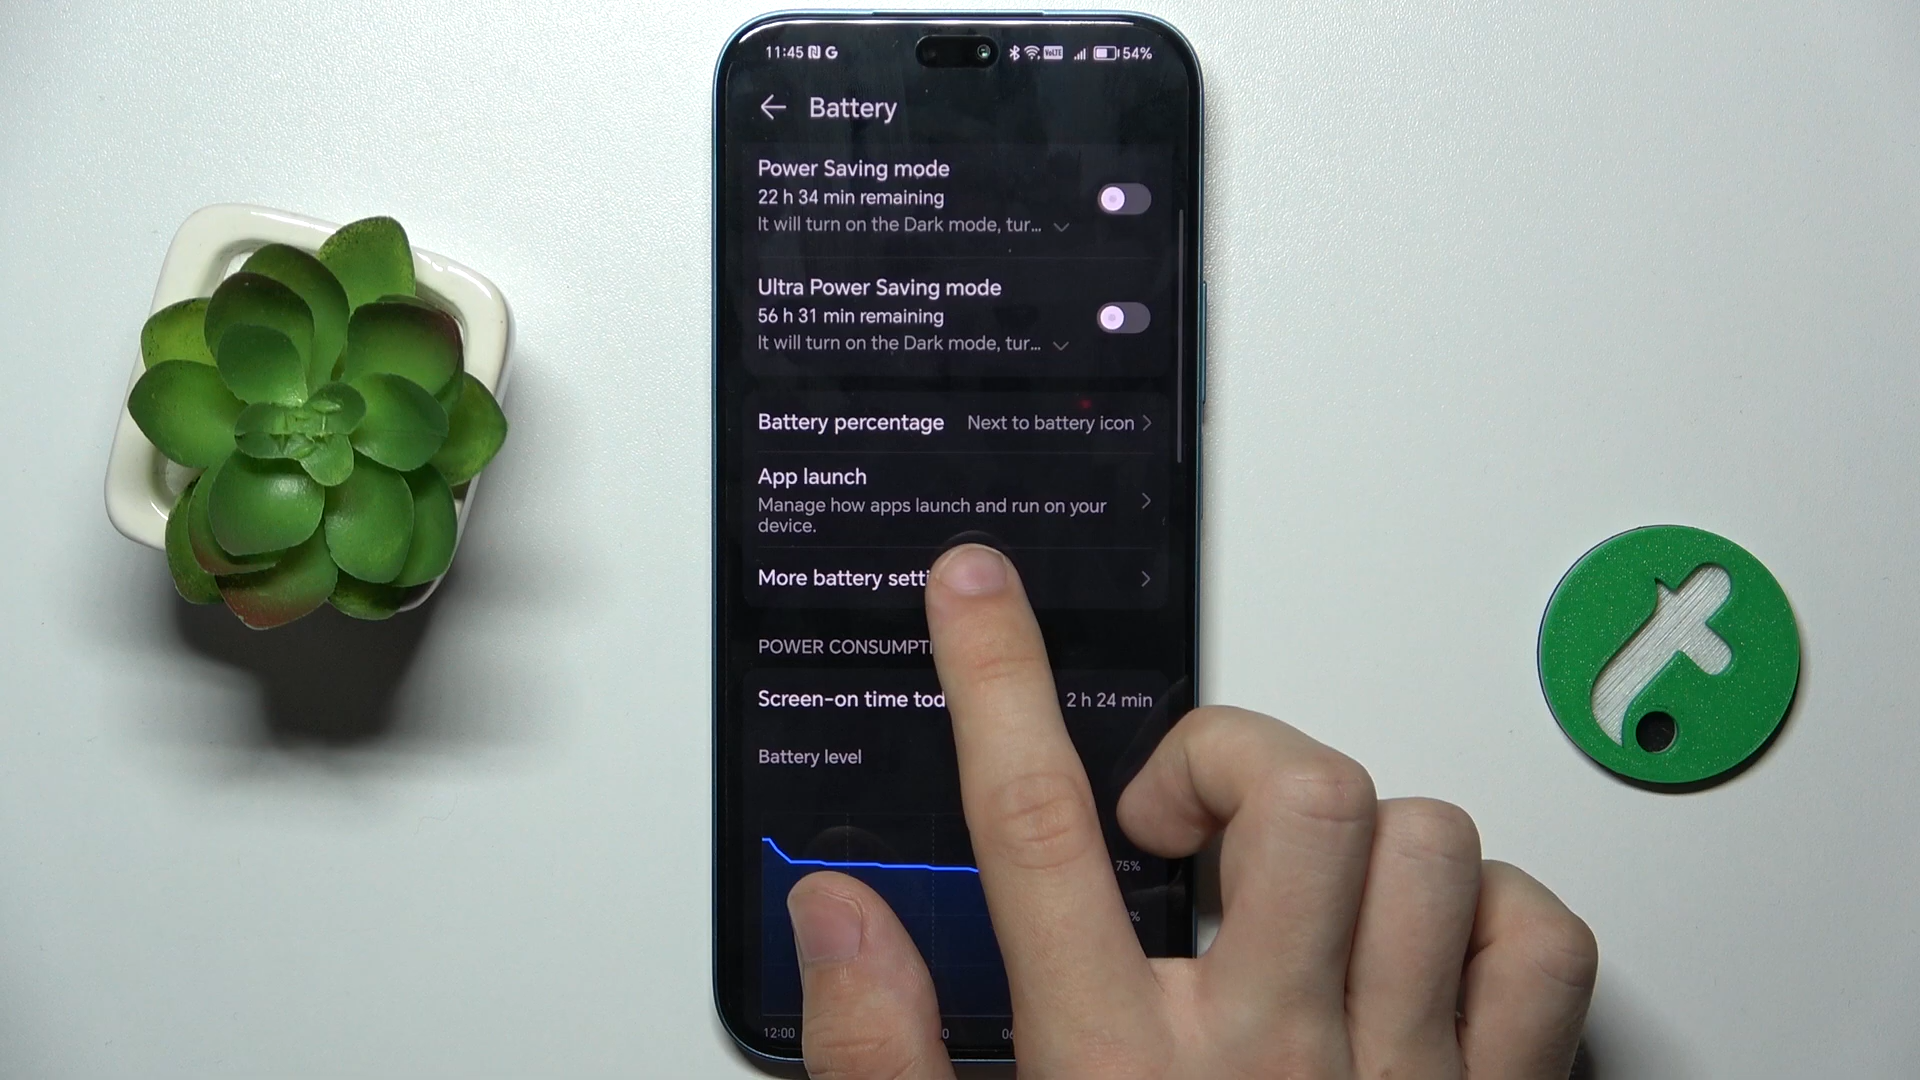 11:45
54%
Battery
Power Saving mode
22 h 34 min remaining
It will turn on the Dark mode, tur...
Ultra Power Saving mode
56 h 31 min remaining
It will turn on the Dark mode, tur...
Battery percentage Next to battery icon
App launch
Manage how apps launch and run on your
device.
More battery setti
POWER CONSUMPTI
Screen-on time tod 2 h 24 min
Battery level
75%
%
12:00